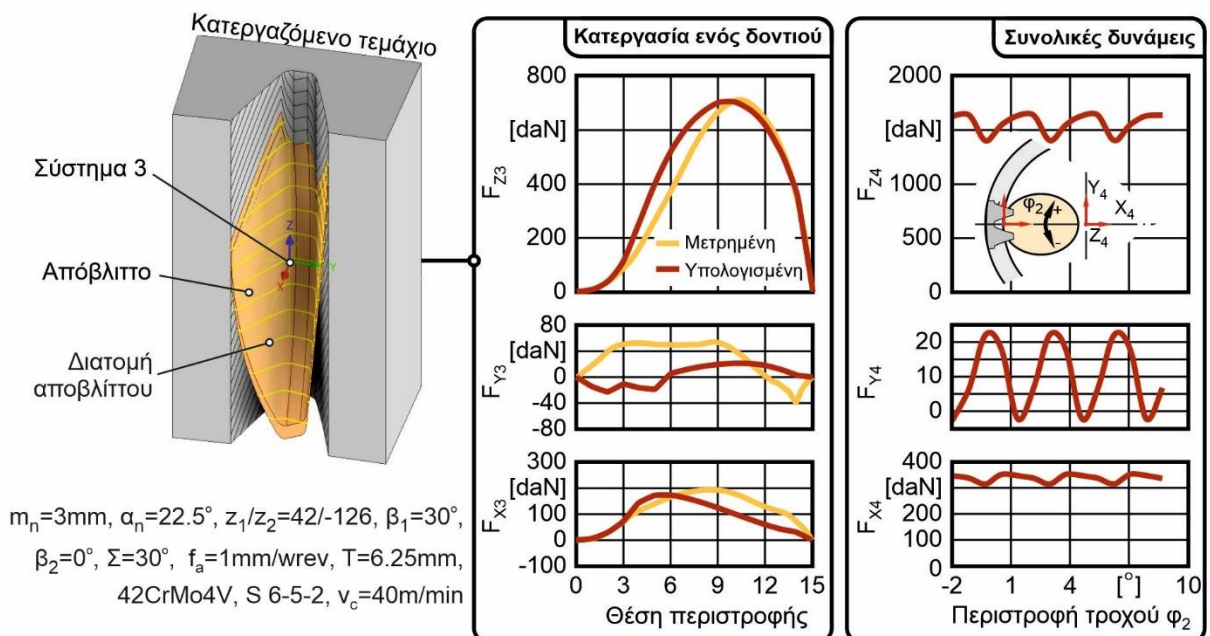 Κατεργαζόμενο τεμάχιο
Σύστημα 3
Απόβλιττο
Διατομή
αποβλίττου
Z
Y
X
m_n=3mm, α_n=22.5°, z_1/z_2=42/-126, β_1=30°,
β_2=0°, Σ=30°, f_a=1mm/wrev, T=6.25mm,
42CrMo4V, S 6-5-2, v_c=40m/min
Κατεργασία ενός δοντιού
800
[daN]
400
200
0
F_Z3
Μετρημένη
Υπολογισμένη
80
[daN]
0
-40
-80
F_Y3
300
[daN]
100
0
-100
F_X3
0 3 6 9 12 15
Θέση περιστροφής
Συνολικές δυνάμεις
2000
[daN]
1000
500
0
F_Z4
φ_2
+
-
Y_4
X_4
Z_4
20
10
0
F_Y4
400
[daN]
200
100
0
F_X4
-2 1 4 [°] 10
Περιστροφή τροχού φ_2